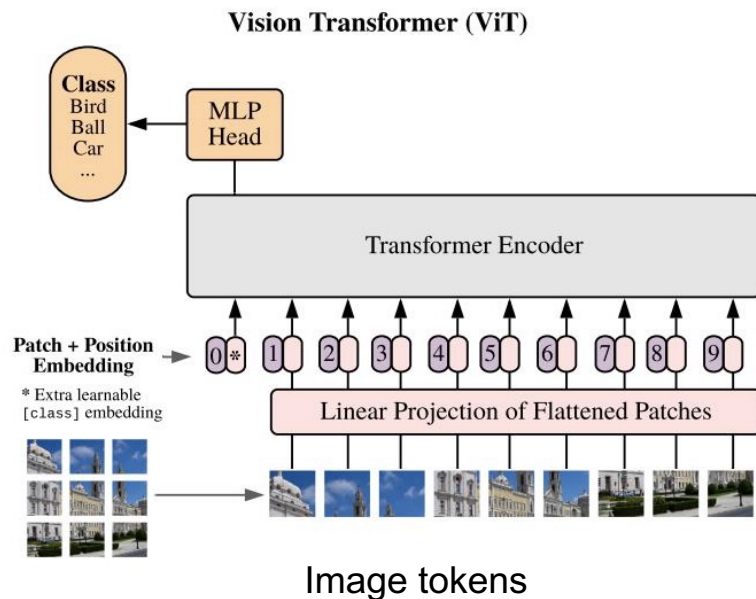 Vision Transformer (ViT)
Class
Bird
Ball
Car
...
MLP
Head
Transformer Encoder
Patch + Position
Embedding
0 * 1 2 3 4 5 6 7 8 9
* Extra learnable
[class] embedding
Linear Projection of Flattened Patches
Image tokens